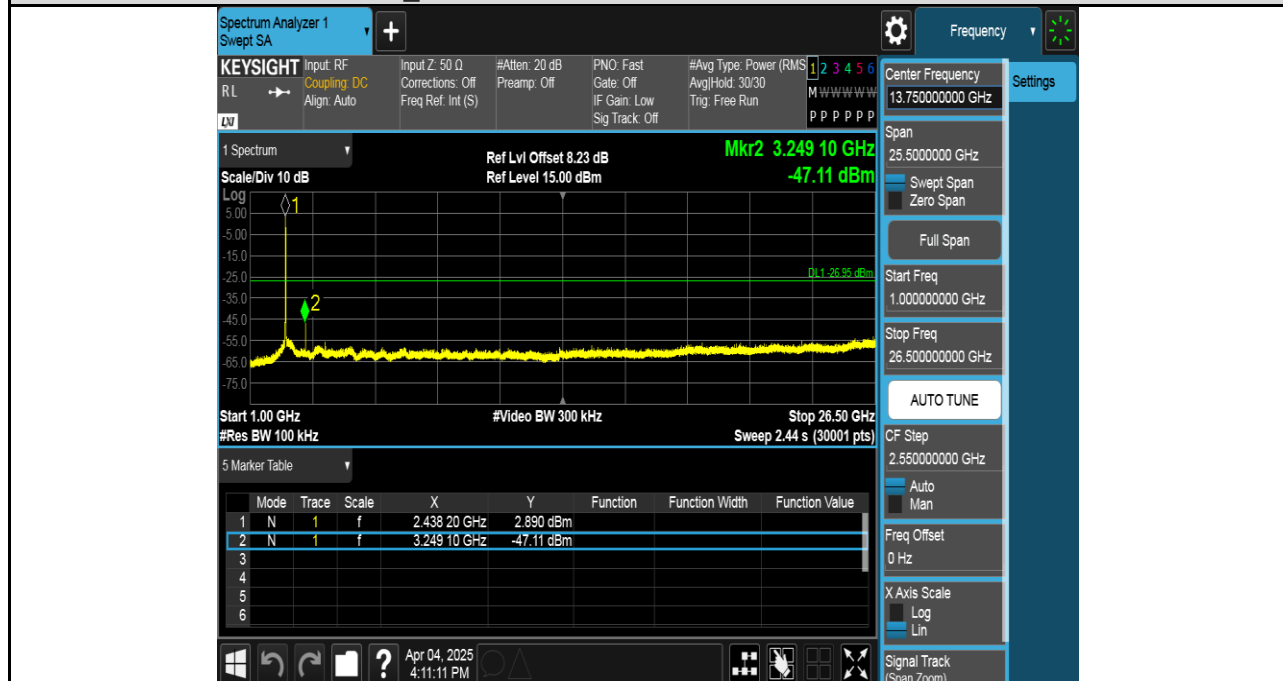 Spectrum Analyzer 1
Swept SA
+
Frequency
KEYSIGHT
RL
LXI
Input: RF
Coupling: DC
Align: Auto
Input Z: 50 Ω
Corrections: Off
Freq Ref: Int (S)
#Atten: 20 dB
Preamp: Off
PNO: Fast
Gate: Off
IF Gain: Low
Sig Track: Off
#Avg Type: Power (RMS
Avg|Hold: 30/30
Trig: Free Run
1 2 3 4 5 6
M W W W W W
P P P P P P
1 Spectrum
Scale/Div 10 dB
Ref Lvl Offset 8.23 dB
Ref Level 15.00 dBm
Mkr2 3.249 10 GHz
-47.11 dBm
Log
5.00
-5.00
-15.0
-25.0
-35.0
-45.0
-55.0
-65.0
-75.0
1
2
DL1 -26.95 dBm
Start 1.00 GHz
#Video BW 300 kHz
Stop 26.50 GHz
#Res BW 100 kHz
Sweep 2.44 s (30001 pts)
5 Marker Table
Mode Trace Scale X Y Function Function Width Function Value
1 N 1 f 2.438 20 GHz 2.890 dBm
2 N 1 f 3.249 10 GHz -47.11 dBm
3
4
5
6
?
Apr 04, 2025
4:11:11 PM
Center Frequency
13.750000000 GHz
Settings
Span
25.5000000 GHz
Swept Span
Zero Span
Full Span
Start Freq
1.000000000 GHz
Stop Freq
26.500000000 GHz
AUTO TUNE
CF Step
2.550000000 GHz
Auto
Man
Freq Offset
0 Hz
X Axis Scale
Log
Lin
Signal Track
(Span Zoom)